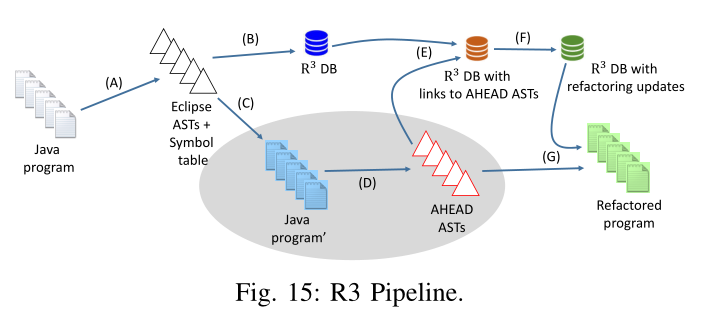 (A)
(B)
(C)
(D)
(E)
(F)
(G)
Java
program
Eclipse
ASTs +
Symbol
table
R³ DB
R³ DB with
links to AHEAD ASTs
R³ DB with
refactoring updates
Java
program’
AHEAD
ASTs
Refactored
program
Fig. 15: R3 Pipeline.